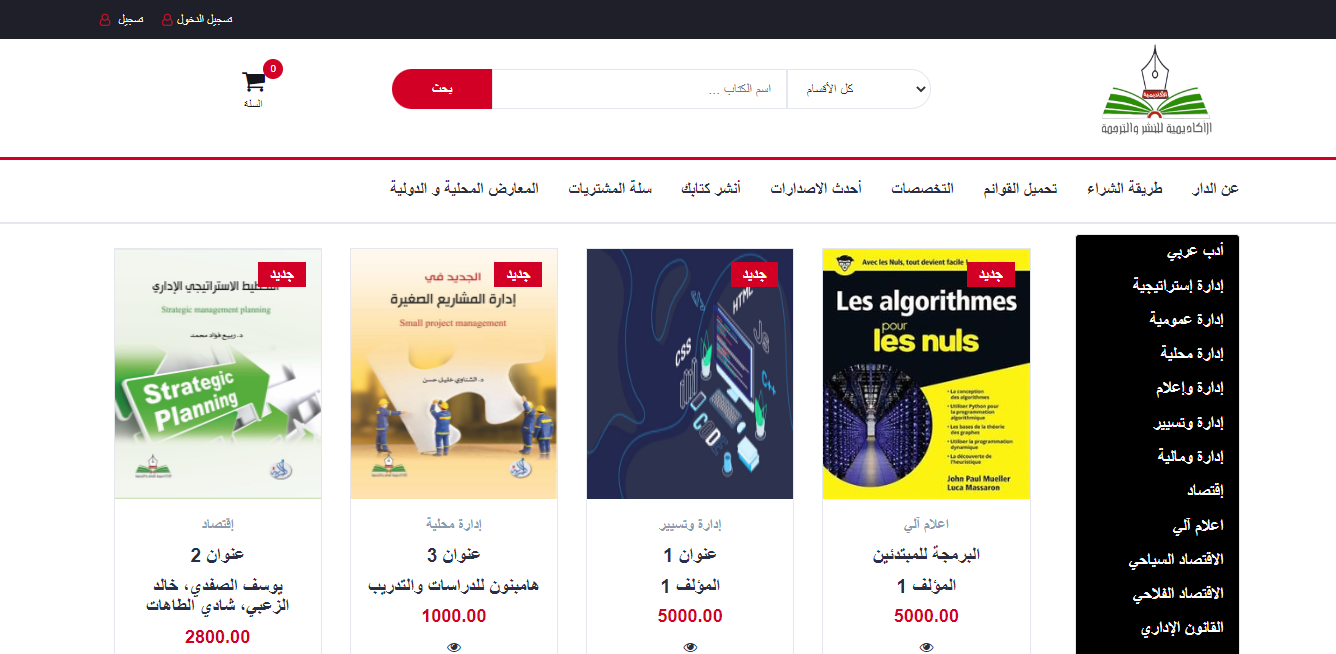 تسجيل الدخول
تسجيل
الأكاديمية
الأكاديمية للنشر والترجمة
كل الأقسام
اسم الكتاب ...
بحث
0
السلة
عن الدار
طريقة الشراء
تحميل القوائم
التخصصات
أحدث الاصدارات
أنشر كتابك
سلة المشتريات
المعارض المحلية و الدولية
أدب عربي
إدارة إستراتيجية
إدارة عمومية
إدارة محلية
إدارة وإعلام
إدارة وتسيير
إدارة ومالية
إقتصاد
اعلام آلي
الاقتصاد السياحي
الاقتصاد الفلاحي
القانون الإداري
Avec les Nuls, tout devient facile !
جديد
Les algorithmes
pour
les nuls
• La conception
des algorithmes
• Utiliser Python pour
la programmation
algorithmique
• Les bases de la théorie
des graphes
• Utiliser la programmation
dynamique
• La découverte de
l'heuristique
John Paul Mueller
Luca Massaron
اعلام آلي
البرمجة للمبتدئين
المؤلف 1
5000.00
جديد
HTML
JS
CSS
C++
CODE
إدارة وتسيير
عنوان 1
المؤلف 1
5000.00
جديد
الجديد في
إدارة المشاريع الصغيرة
Small project management
د. الشناوي خليل حسن
إدارة محلية
عنوان 3
هامبنون للدراسات والتدريب
1000.00
جديد
التخطيط الاستراتيجي الإداري
Strategic management planning
د. ربيع فؤاد محمد
Strategic
Planning
إقتصاد
عنوان 2
يوسف الصفدي، خالد
الزعبي، شادي الطاهات
2800.00